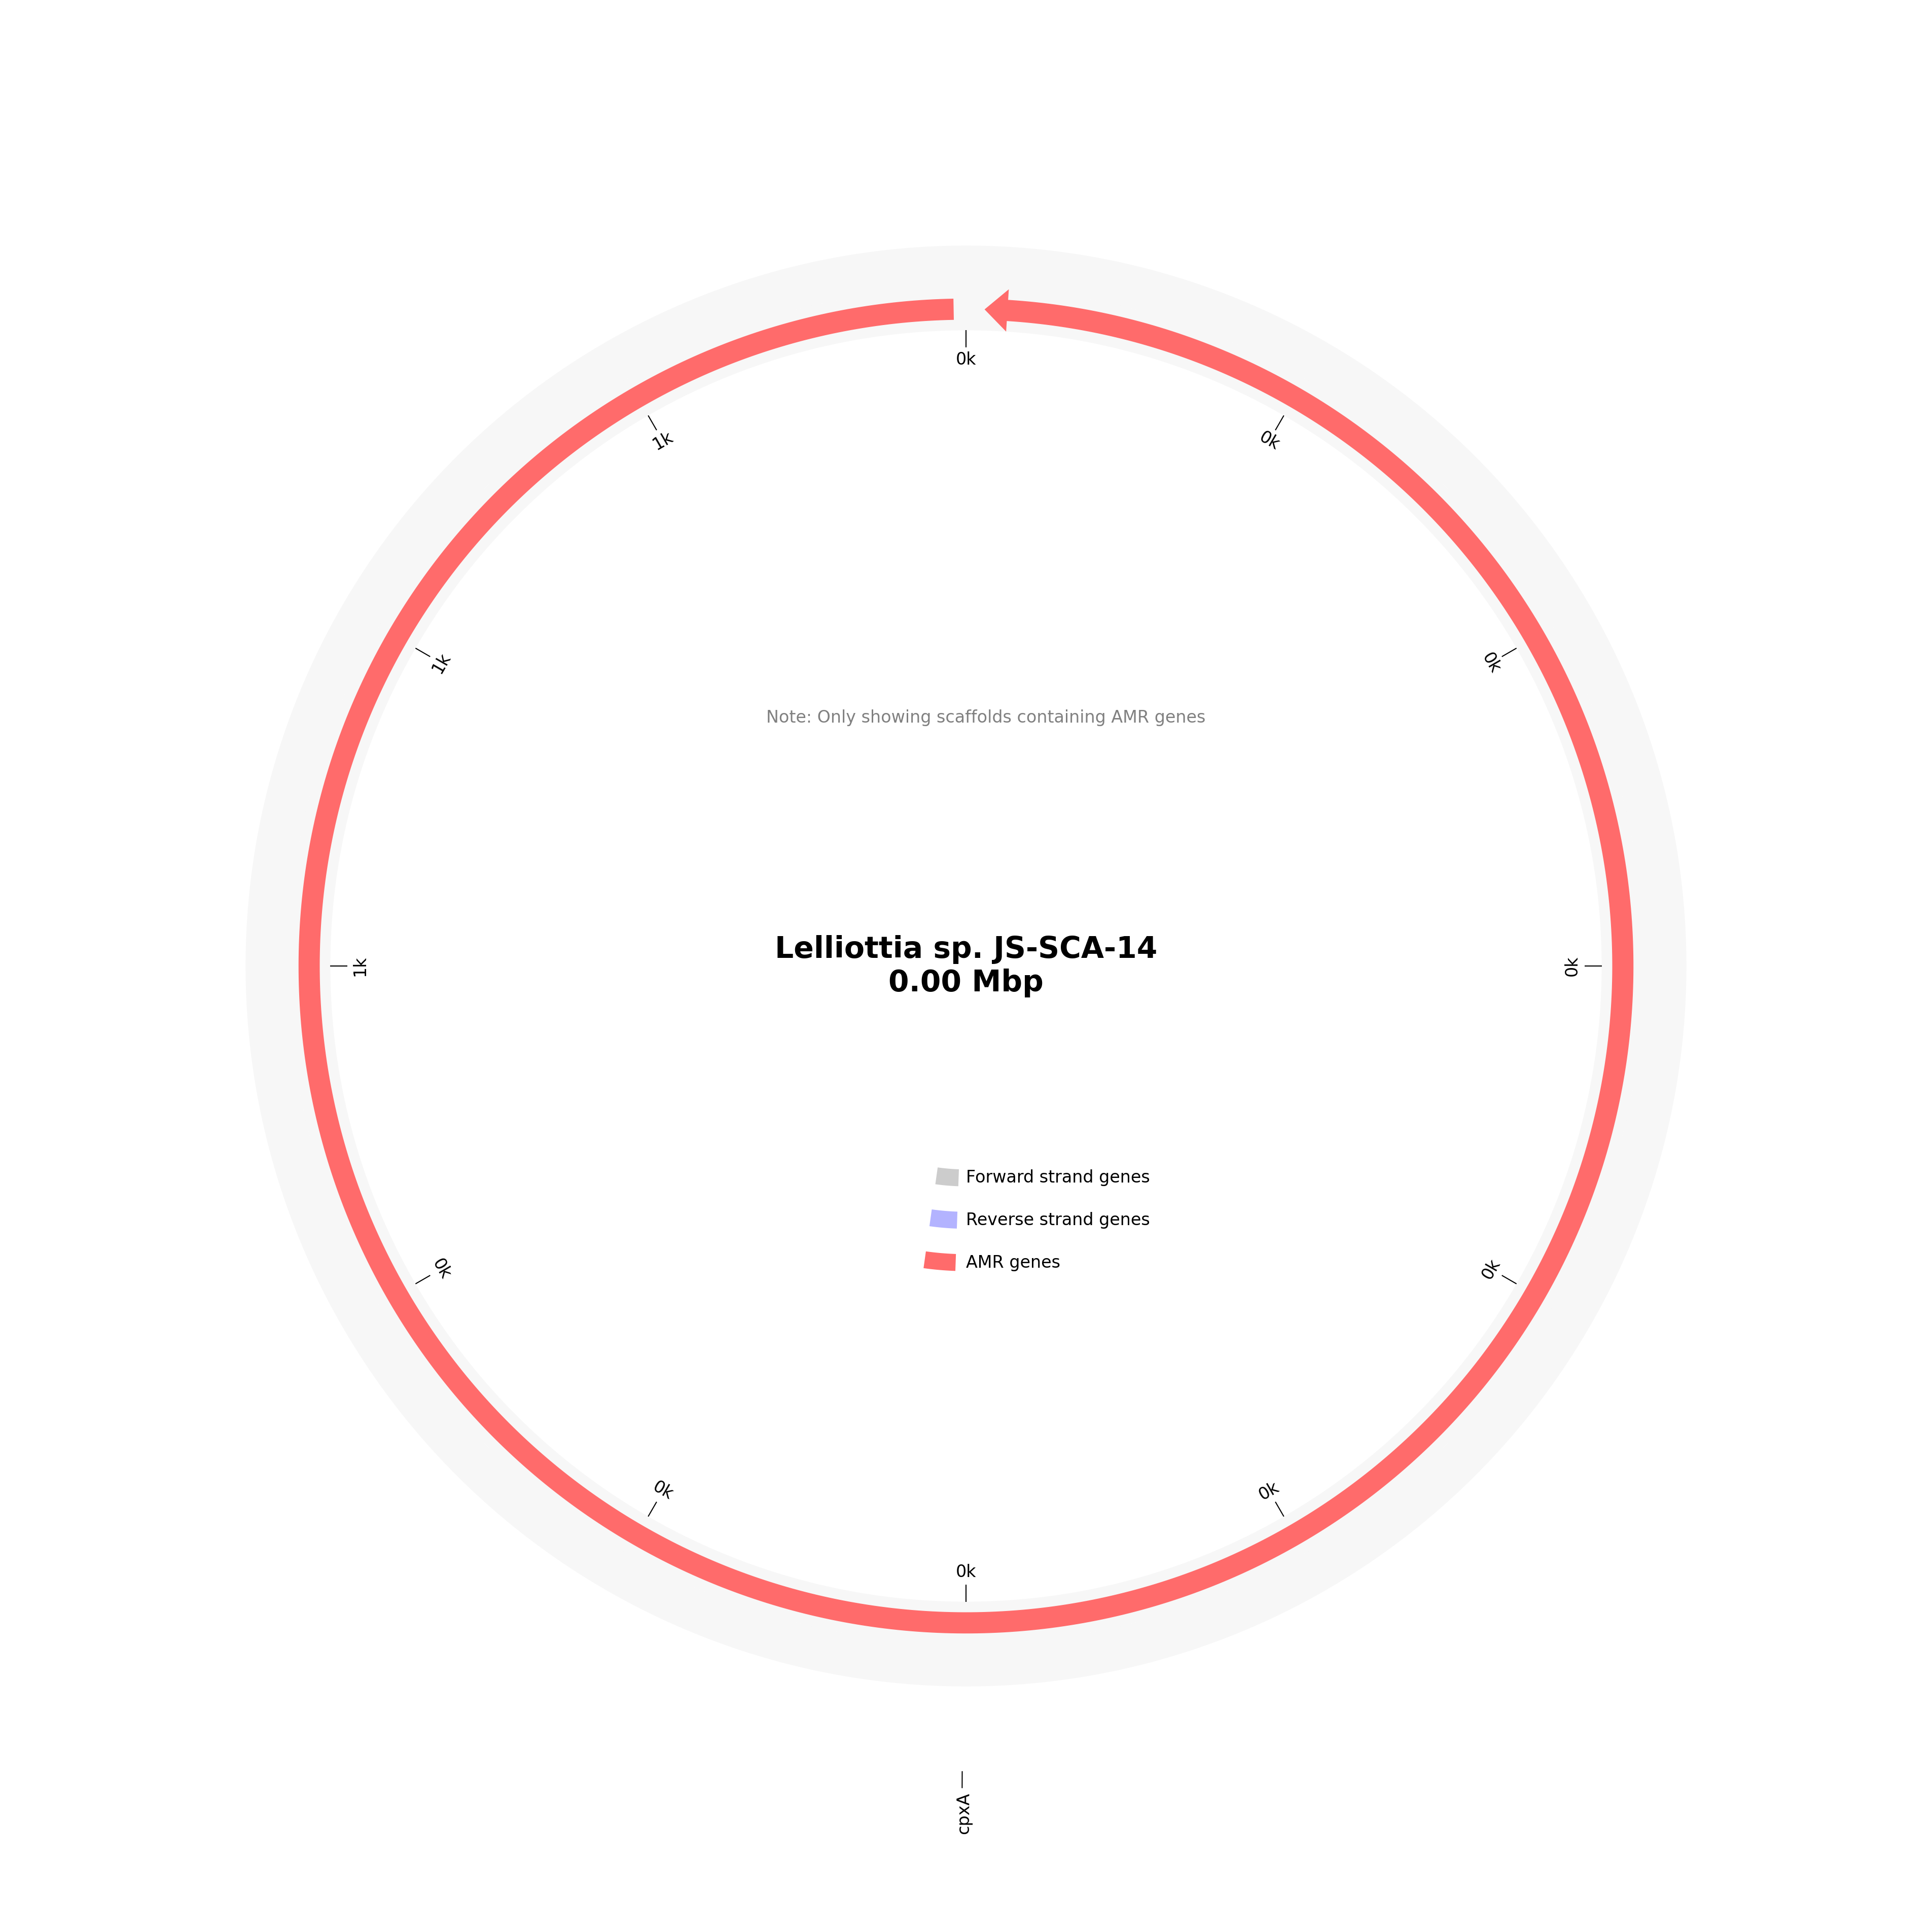 0k
1k
0k
1k
0k
Note: Only showing scaffolds containing AMR genes
Lelliottia sp. JS-SCA-14
0.00 Mbp
1k
0k
Forward strand genes
Reverse strand genes
AMR genes
0k
0k
0k
0k
0k
cpxA